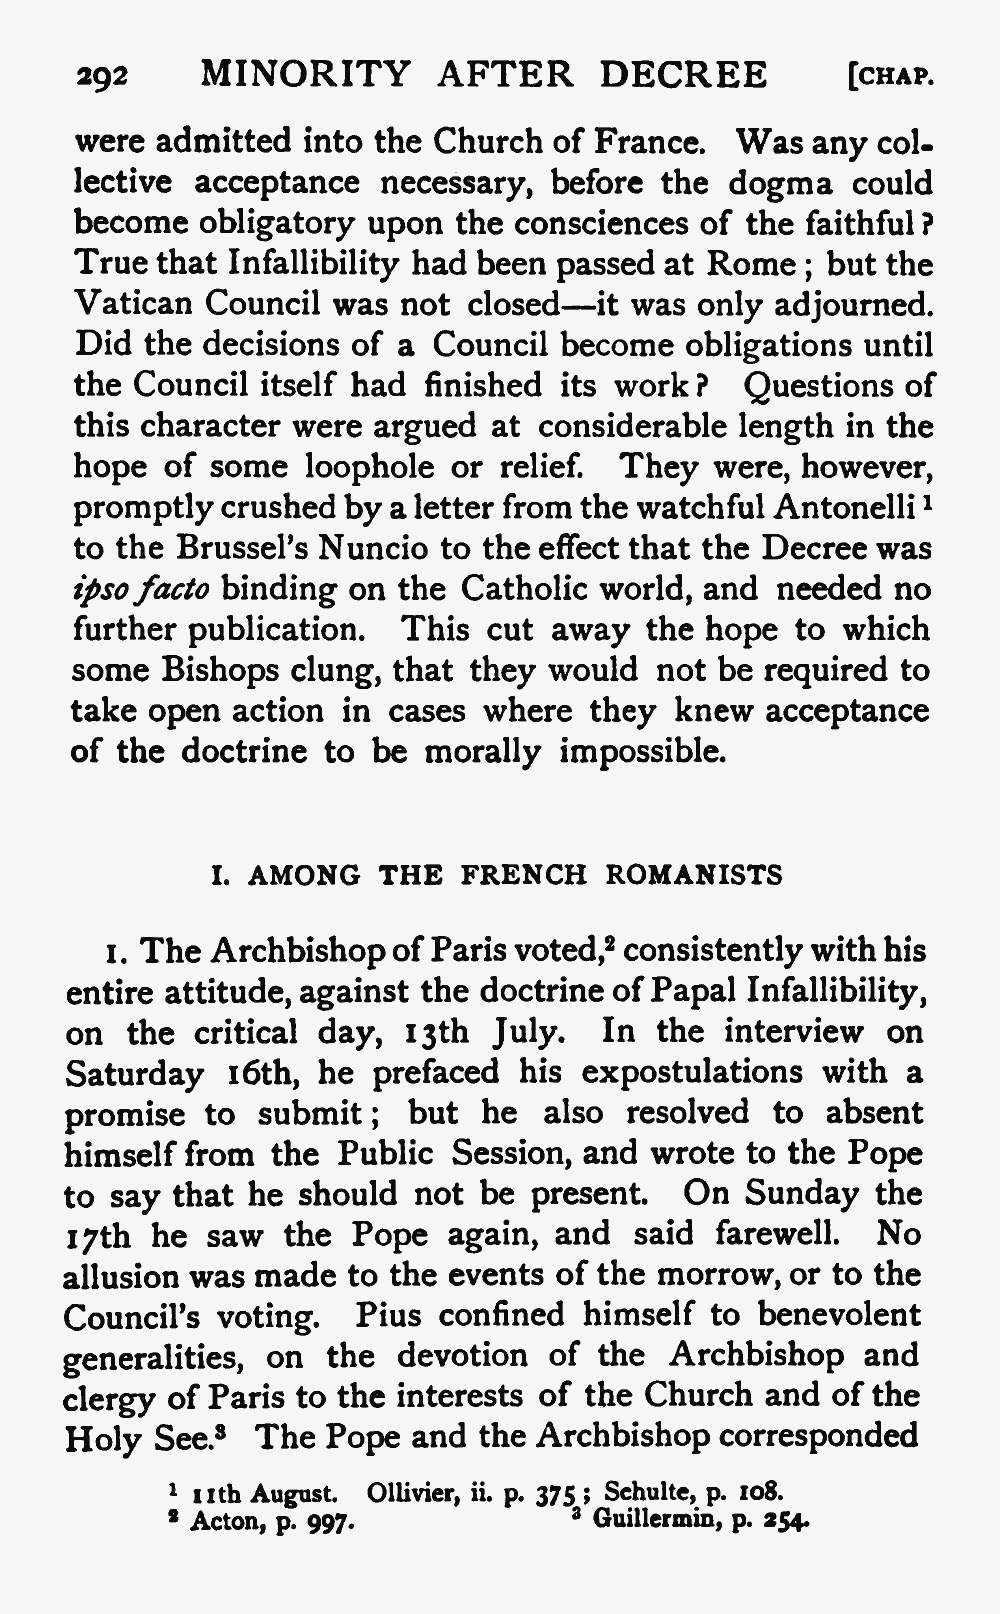 292 MINORITY AFTER DECREE [CHAP.
were admitted into the Church of France. Was any col-
lective acceptance necessary, before the dogma could
become obligatory upon the consciences of the faithful?
True that Infallibility had been passed at Rome; but the
Vatican Council was not closed—it was only adjourned.
Did the decisions of a Council become obligations until
the Council itself had finished its work? Questions of
this character were argued at considerable length in the
hope of some loophole or relief. They were, however,
promptly crushed by a letter from the watchful Antonelli ¹
to the Brussel's Nuncio to the effect that the Decree was
ipso facto binding on the Catholic world, and needed no
further publication. This cut away the hope to which
some Bishops clung, that they would not be required to
take open action in cases where they knew acceptance
of the doctrine to be morally impossible.
I. AMONG THE FRENCH ROMANISTS
1. The Archbishop of Paris voted,² consistently with his
entire attitude, against the doctrine of Papal Infallibility,
on the critical day, 13th July. In the interview on
Saturday 16th, he prefaced his expostulations with a
promise to submit; but he also resolved to absent
himself from the Public Session, and wrote to the Pope
to say that he should not be present. On Sunday the
17th he saw the Pope again, and said farewell. No
allusion was made to the events of the morrow, or to the
Council's voting. Pius confined himself to benevolent
generalities, on the devotion of the Archbishop and
clergy of Paris to the interests of the Church and of the
Holy See.³ The Pope and the Archbishop corresponded
¹ 11th August. Ollivier, ii. p. 375; Schulte, p. 108.
² Acton, p. 997. ³ Guillermin, p. 254.